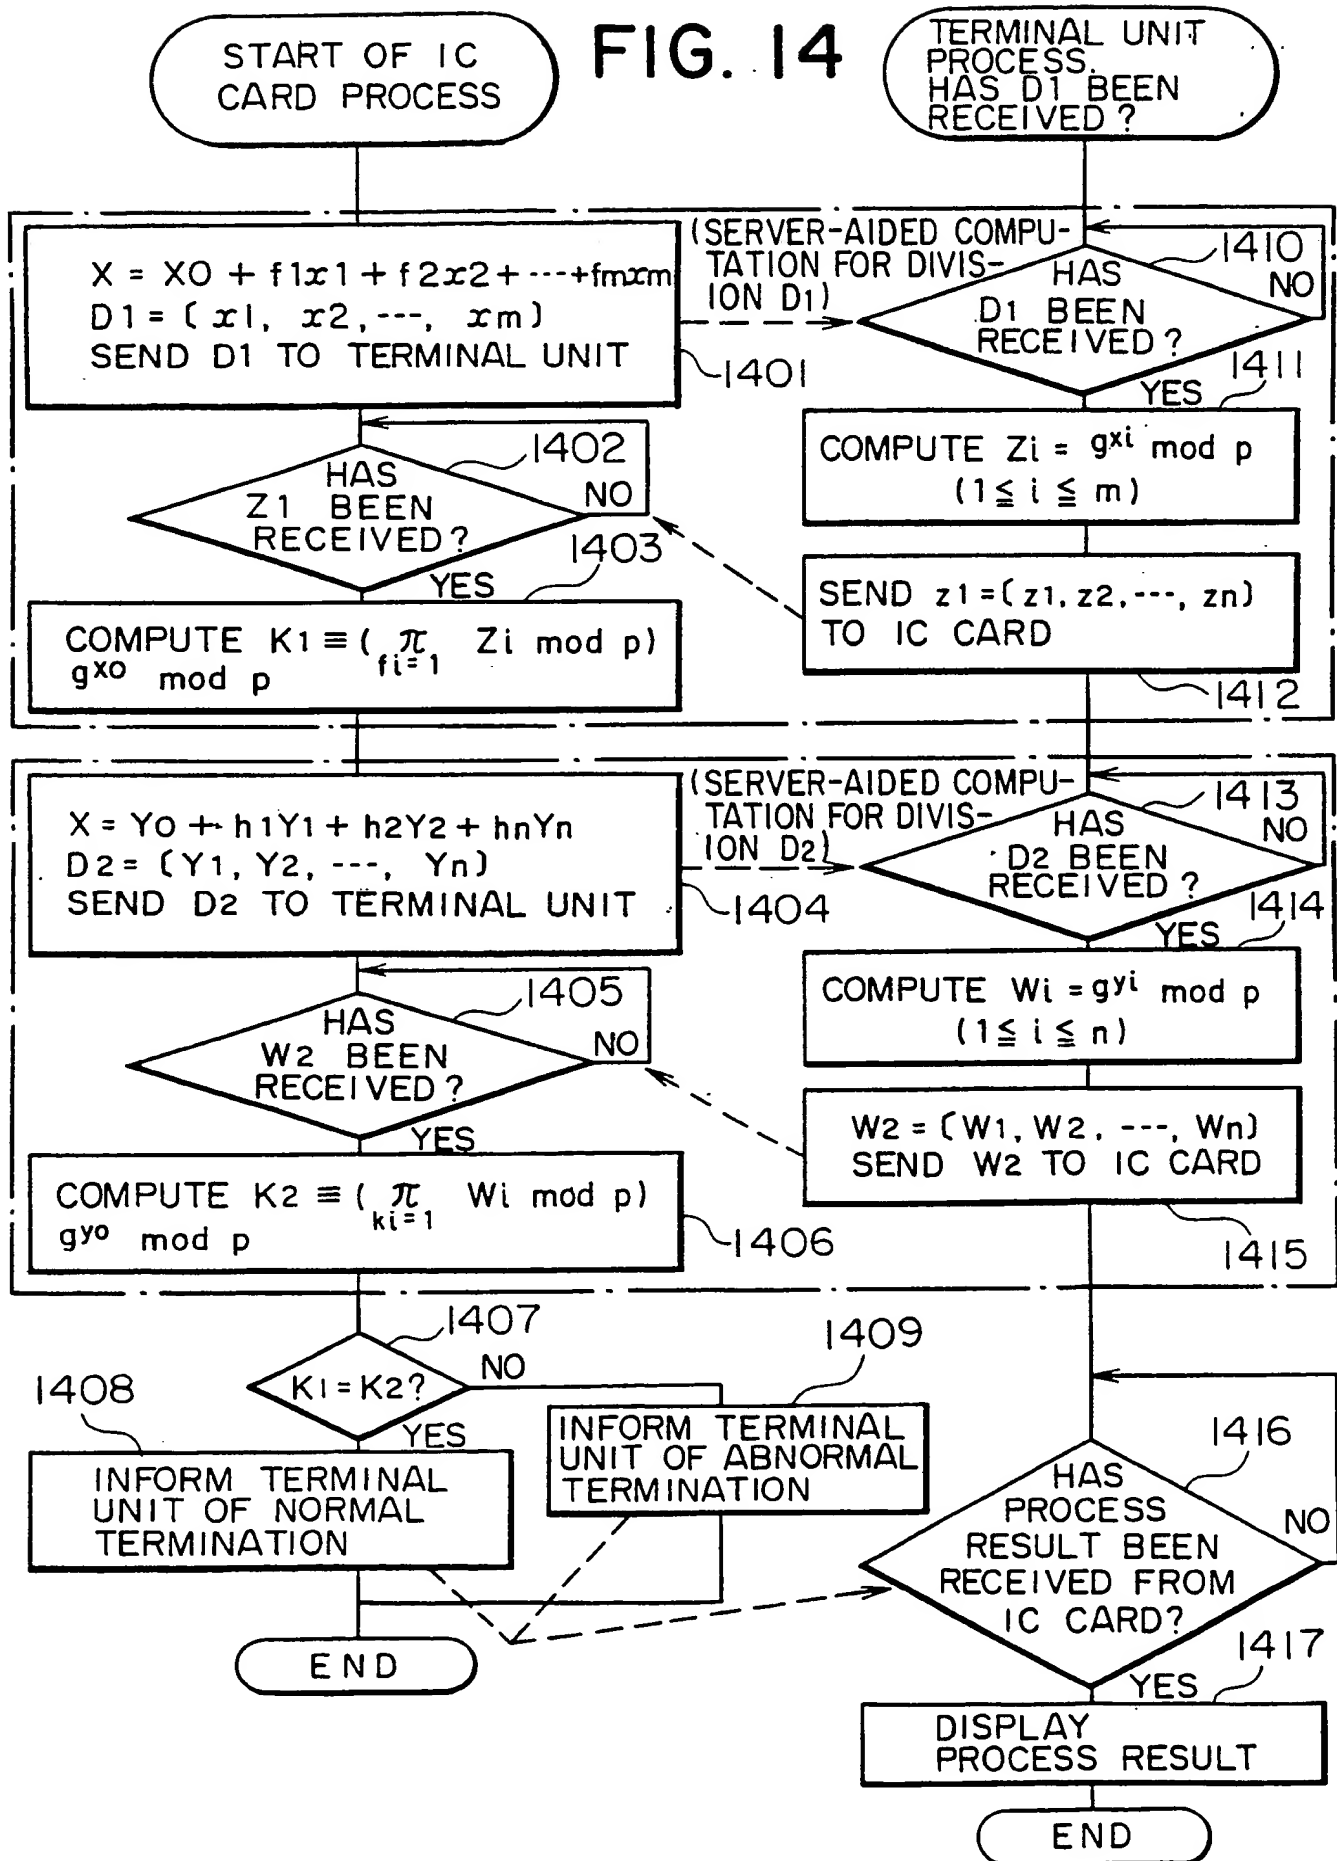 FIG. 14
START OF IC
CARD PROCESS
TERMINAL UNIT
PROCESS.
HAS D1 BEEN
RECEIVED?
X = X0 + f1x1 + f2x2 + ---- + fmxm
D1 = (x1, x2, ---, xm)
SEND D1 TO TERMINAL UNIT
1401
(SERVER-AIDED COMPU-
TATION FOR DIVIS-
ION D1)
1410
HAS
D1 BEEN
RECEIVED?
NO
YES
1411
COMPUTE Zi = gxi mod p
(1 ≦ i ≦ m)
1402
HAS
Z1 BEEN
RECEIVED?
NO
YES
1403
SEND z1 = (z1, z2, ---, zn)
TO IC CARD
1412
COMPUTE K1 ≡ ( π Zi mod p)
fi=1
gxo mod p
X = Y0 + h1Y1 + h2Y2 + hnYn
D2 = (Y1, Y2, ---, Yn)
SEND D2 TO TERMINAL UNIT
1404
(SERVER-AIDED COMPU-
TATION FOR DIVIS-
ION D2)
1413
HAS
D2 BEEN
RECEIVED?
NO
YES
1414
COMPUTE Wi = gyi mod p
(1 ≦ i ≦ n)
1405
HAS
W2 BEEN
RECEIVED?
NO
YES
W2 = (W1, W2, ---, Wn)
SEND W2 TO IC CARD
1415
COMPUTE K2 ≡ ( π Wi mod p)
ki=1
gyo mod p
1406
1407
K1 = K2?
NO
YES
1408
INFORM TERMINAL
UNIT OF NORMAL
TERMINATION
1409
INFORM TERMINAL
UNIT OF ABNORMAL
TERMINATION
END
1416
HAS
PROCESS
RESULT BEEN
RECEIVED FROM
IC CARD?
NO
YES
1417
DISPLAY
PROCESS RESULT
END